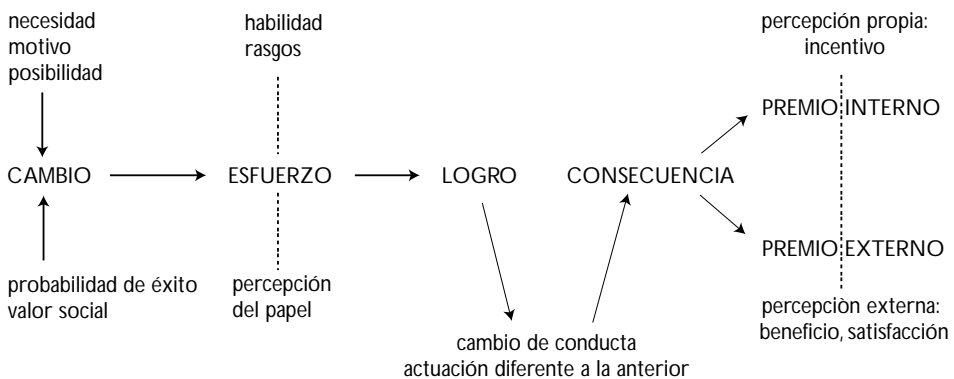 necesidad
motivo
posibilidad
habilidad
rasgos
percepción propia:
incentivo
PREMIO INTERNO
CAMBIO
ESFUERZO
LOGRO
CONSECUENCIA
PREMIO EXTERNO
probabilidad de éxito
valor social
percepción
del papel
percepciòn externa:
beneficio, satisfacción
cambio de conducta
actuación diferente a la anterior